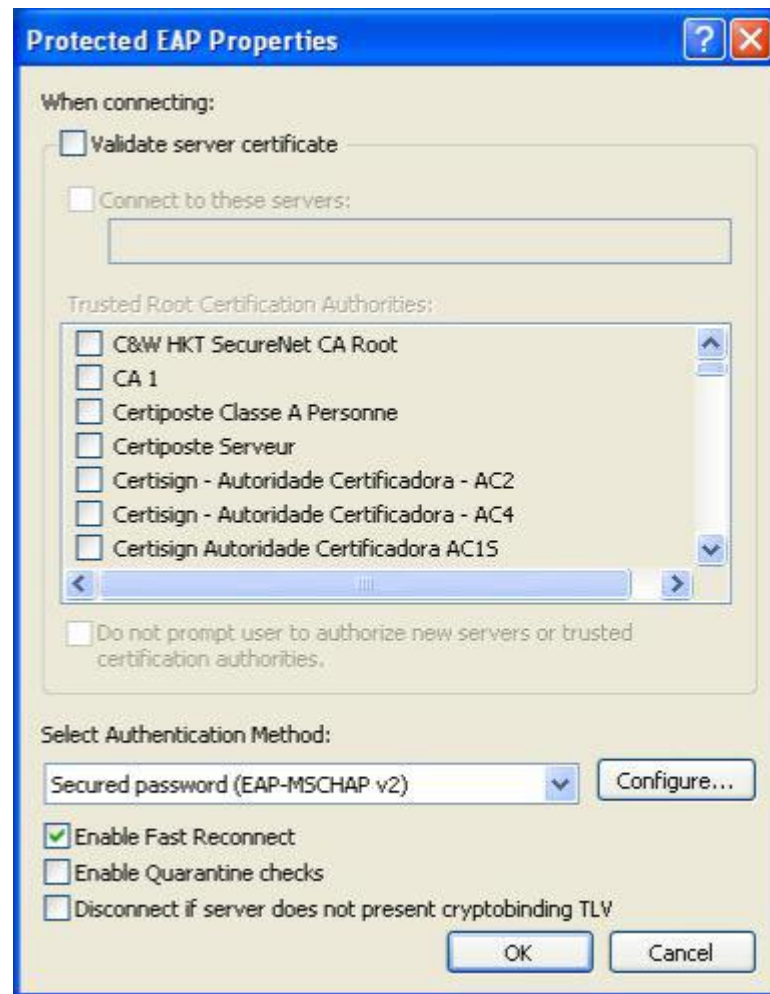 Protected EAP Properties
When connecting:
Validate server certificate
Connect to these servers:
Trusted Root Certification Authorities:
C&W HKT SecureNet CA Root
CA 1
Certiposte Classe A Personne
Certiposte Serveur
Certisign - Autoridade Certificadora - AC2
Certisign - Autoridade Certificadora - AC4
Certisign Autoridade Certificadora AC1S
Do not prompt user to authorize new servers or trusted
certification authorities.
Select Authentication Method:
Secured password (EAP-MSCHAP v2)
Configure...
Enable Fast Reconnect
Enable Quarantine checks
Disconnect if server does not present cryptobinding TLV
OK
Cancel